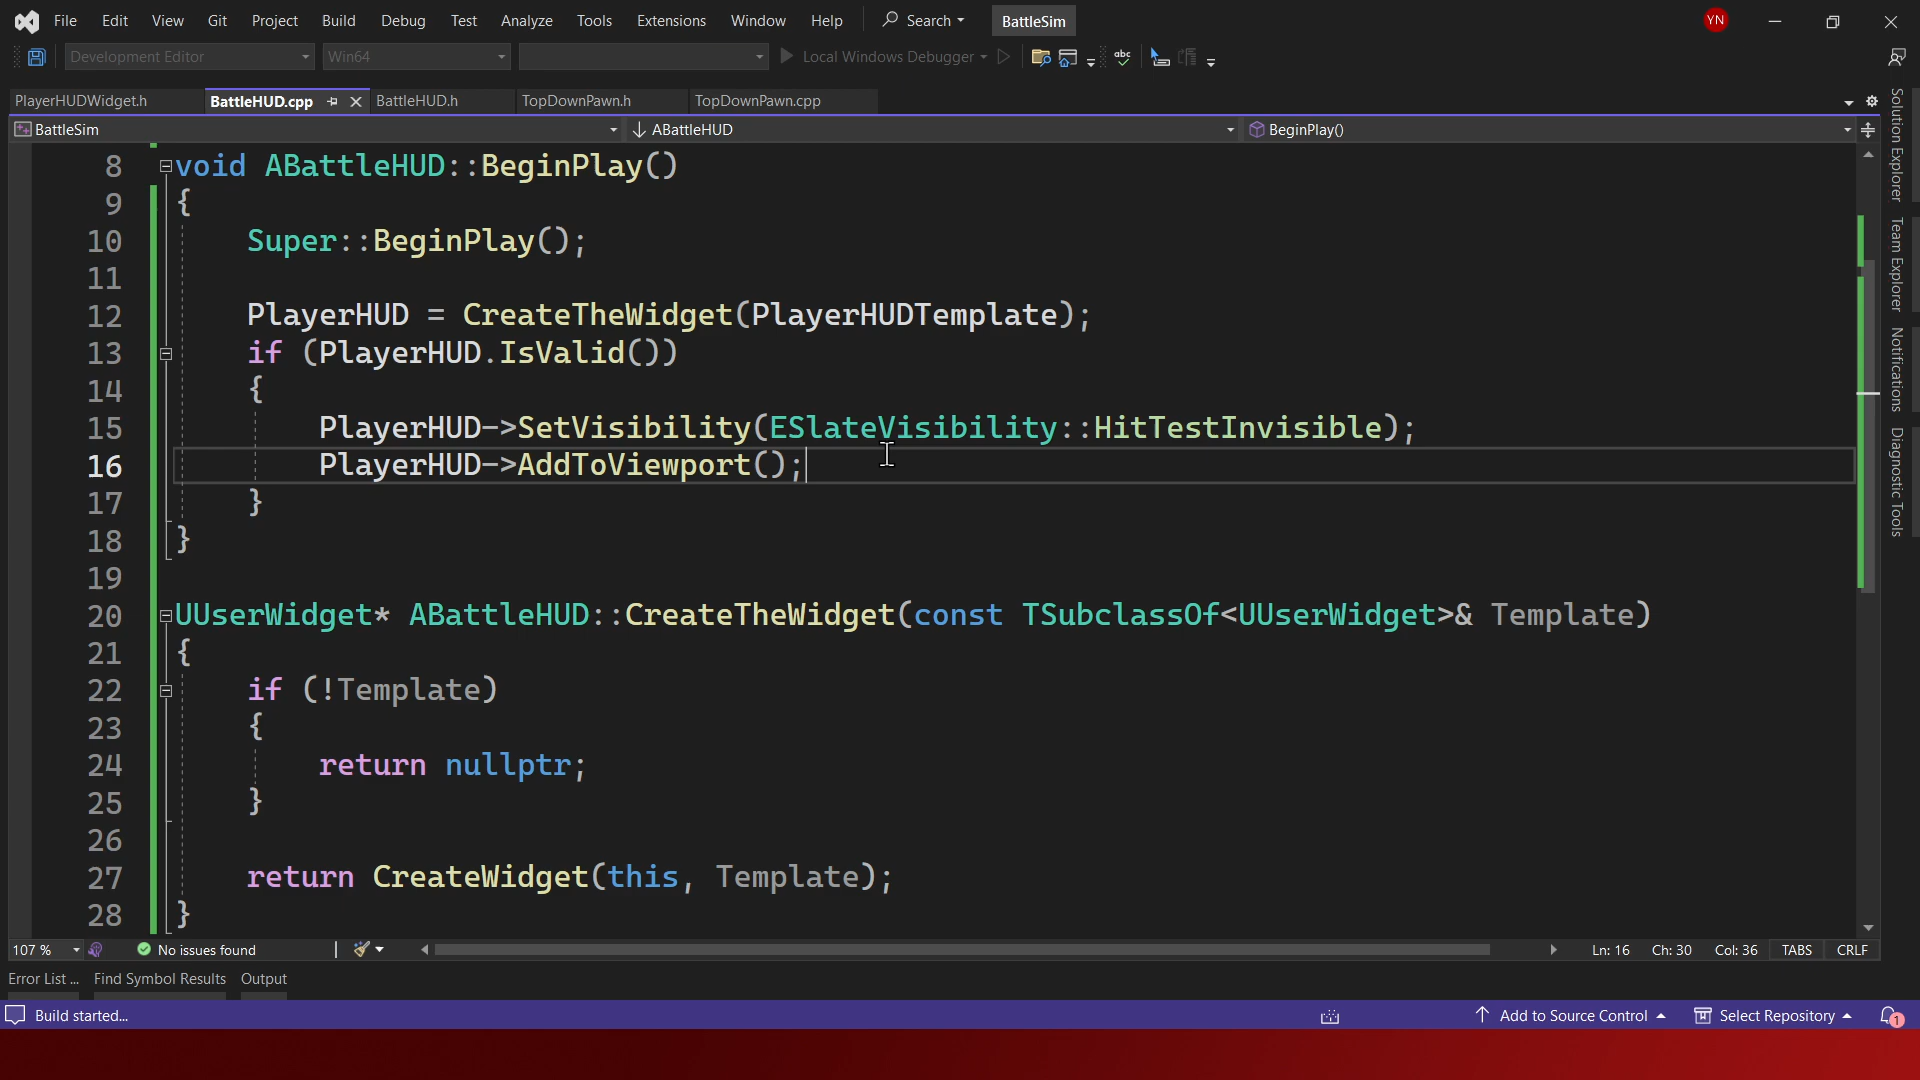 File Edit View Git Project Build Debug Test Analyze Tools Extensions Window Help Search BattleSim YN
Development Editor Win64 Local Windows Debugger
PlayerHUDWidget.h BattleHUD.cpp BattleHUD.h TopDownPawn.h TopDownPawn.cpp
BattleSim ABattleHUD BeginPlay()
8 void ABattleHUD::BeginPlay()
9 {
10 Super::BeginPlay();
11
12 PlayerHUD = CreateTheWidget(PlayerHUDTemplate);
13 if (PlayerHUD.IsValid())
14 {
15 PlayerHUD->SetVisibility(ESlateVisibility::HitTestInvisible);
16 PlayerHUD->AddToViewport();
17 }
18 }
19
20 UUserWidget* ABattleHUD::CreateTheWidget(const TSubclassOf<UUserWidget>& Template)
21 {
22 if (!Template)
23 {
24 return nullptr;
25 }
26
27 return CreateWidget(this, Template);
28 }
Solution Explorer
Team Explorer
Notifications
Diagnostic Tools
107 % No issues found Ln: 16 Ch: 30 Col: 36 TABS CRLF
Error List ... Find Symbol Results Output
Build started... Add to Source Control Select Repository 1